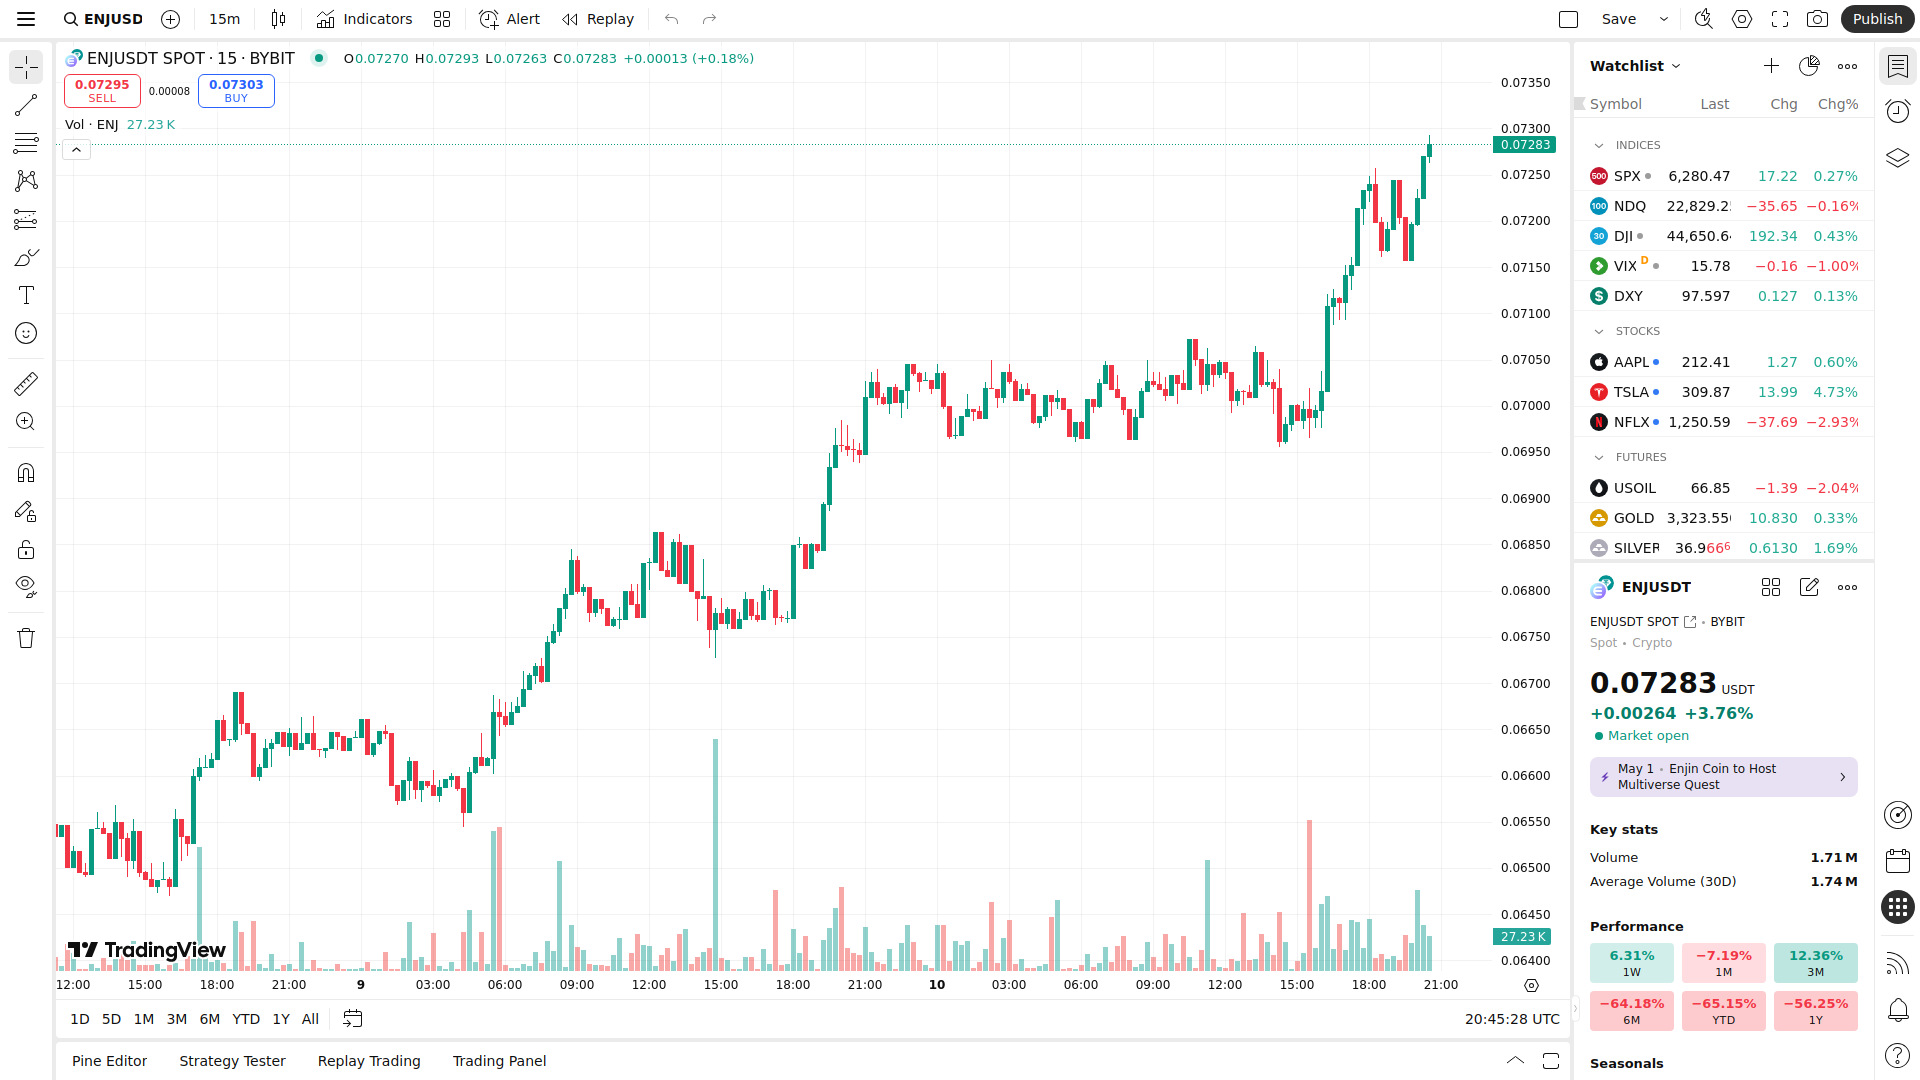 ENJUSD
15m
Indicators
Alert
Replay
Save
Publish
ENJUSDT SPOT · 15 · BYBIT
O0.07270 H0.07293 L0.07263 C0.07283 +0.00013 (+0.18%)
0.07295
SELL
0.00008
0.07303
BUY
Vol · ENJ 27.23 K
0.07350
0.07300
0.07283
0.07250
0.07200
0.07150
0.07100
0.07050
0.07000
0.06950
0.06900
0.06850
0.06800
0.06750
0.06700
0.06650
0.06600
0.06550
0.06500
0.06450
27.23 K
0.06400
TradingView
12:00 15:00 18:00 21:00 9 03:00 06:00 09:00 12:00 15:00 18:00 21:00 10 03:00 06:00 09:00 12:00 15:00 18:00 21:00
1D 5D 1M 3M 6M YTD 1Y All
20:45:28 UTC
Pine Editor Strategy Tester Replay Trading Trading Panel
Watchlist
Symbol Last Chg Chg%
INDICES
500 SPX 6,280.47 17.22 0.27%
100 NDQ 22,829.2 −35.65 −0.16%
30 DJI 44,650.6 192.34 0.43%
VIX D 15.78 −0.16 −1.00%
$ DXY 97.597 0.127 0.13%
STOCKS
AAPL 212.41 1.27 0.60%
TSLA 309.87 13.99 4.73%
NFLX 1,250.59 −37.69 −2.93%
FUTURES
USOIL 66.85 −1.39 −2.04%
GOLD 3,323.55 10.830 0.33%
SILVER 36.9666 0.6130 1.69%
ENJUSDT
ENJUSDT SPOT • BYBIT
Spot • Crypto
0.07283 USDT
+0.00264 +3.76%
Market open
May 1 • Enjin Coin to Host
Multiverse Quest
Key stats
Volume 1.71 M
Average Volume (30D) 1.74 M
Performance
6.31% −7.19% 12.36%
1W 1M 3M
−64.18% −65.15% −56.25%
6M YTD 1Y
Seasonals